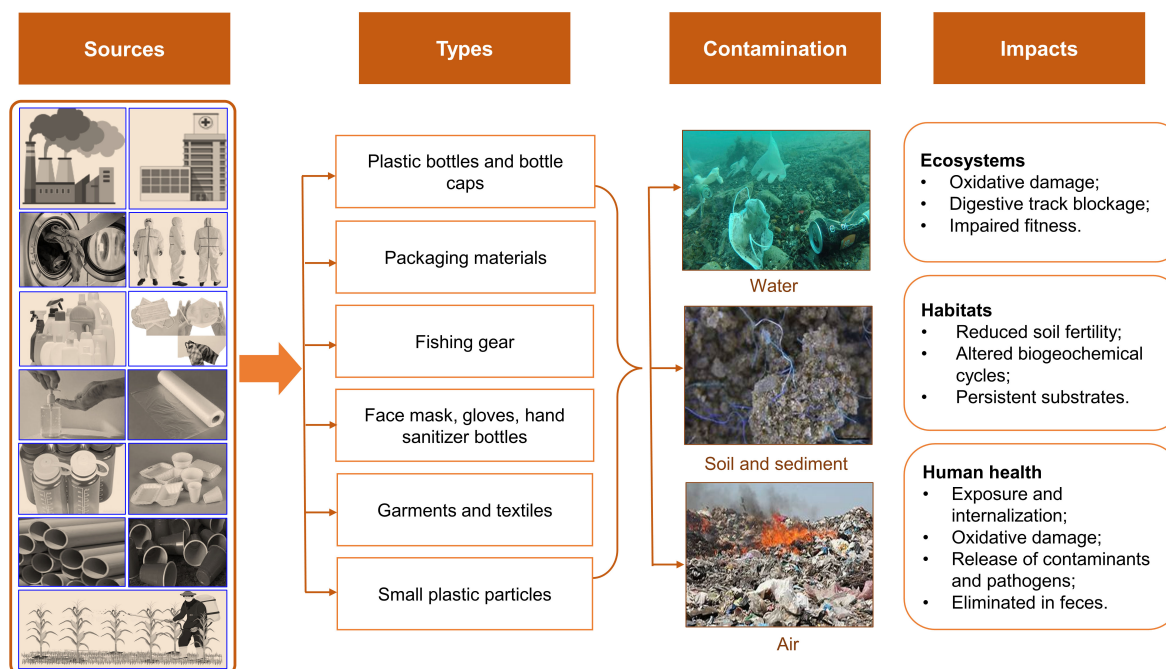 Sources
Types
Contamination
Impacts
Plastic bottles and bottle
caps
Packaging materials
Fishing gear
Face mask, gloves, hand
sanitizer bottles
Garments and textiles
Small plastic particles
Water
Soil and sediment
Air
Ecosystems
• Oxidative damage;
• Digestive track blockage;
• Impaired fitness.
Habitats
• Reduced soil fertility;
• Altered biogeochemical
cycles;
• Persistent substrates.
Human health
• Exposure and
internalization;
• Oxidative damage;
• Release of contaminants
and pathogens;
• Eliminated in feces.